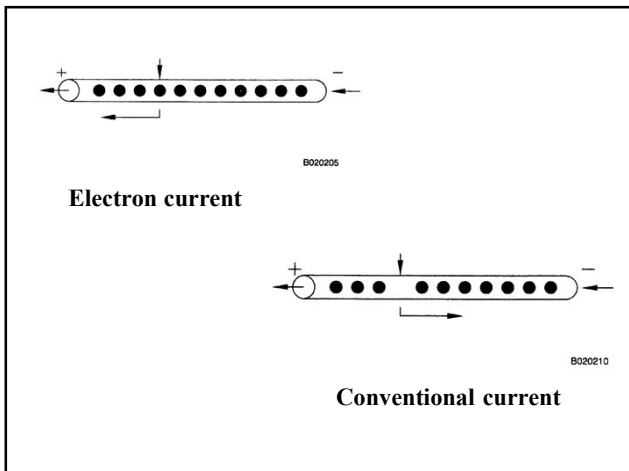 + −
B020205
Electron current
+ −
B020210
Conventional current